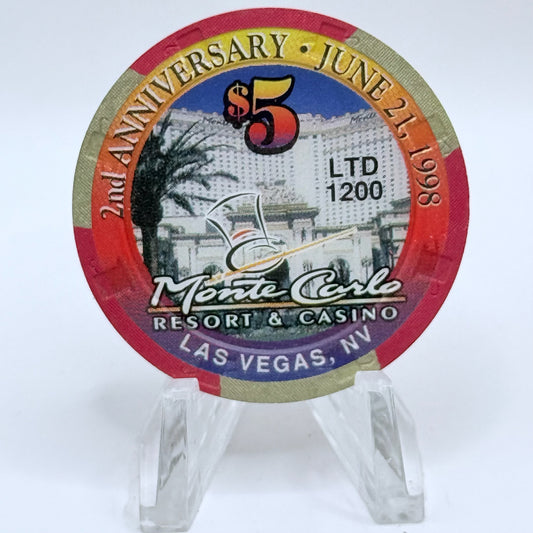 2nd ANNIVERSARY • JUNE 21, 1998
$5
LTD
1200
Monte Carlo
RESORT & CASINO
LAS VEGAS, NV